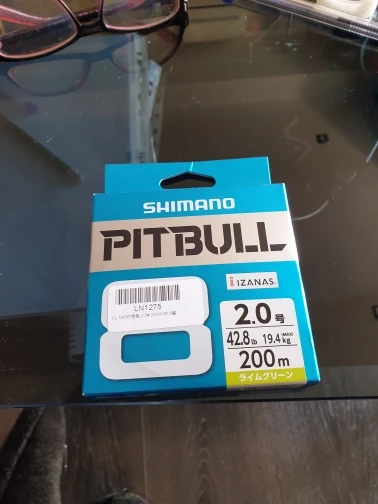 SHIMANO
PITBULL
IZANAS
LN1275
2.0号
42.8lb 19.4kg (MAX)
200m
ライムグリーン